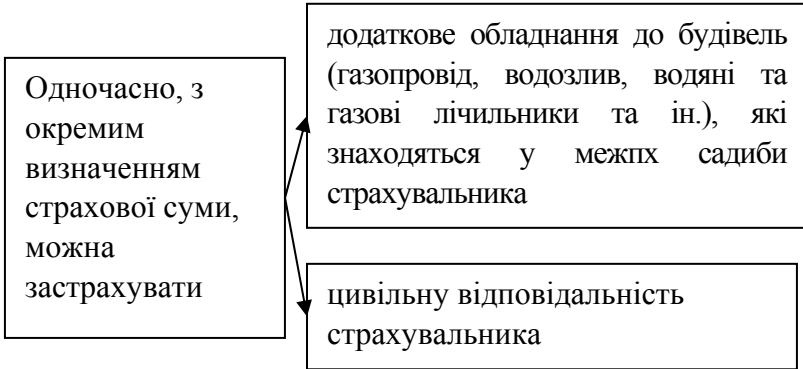 Одночасно, з
окремим
визначенням
страхової суми,
можна
застрахувати
додаткове обладнання до будівель
(газопровід, водозлив, водяні та
газові лічильники та ін.), які
знаходяться у межпх садиби
страхувальника
цивільну відповідальність
страхувальника